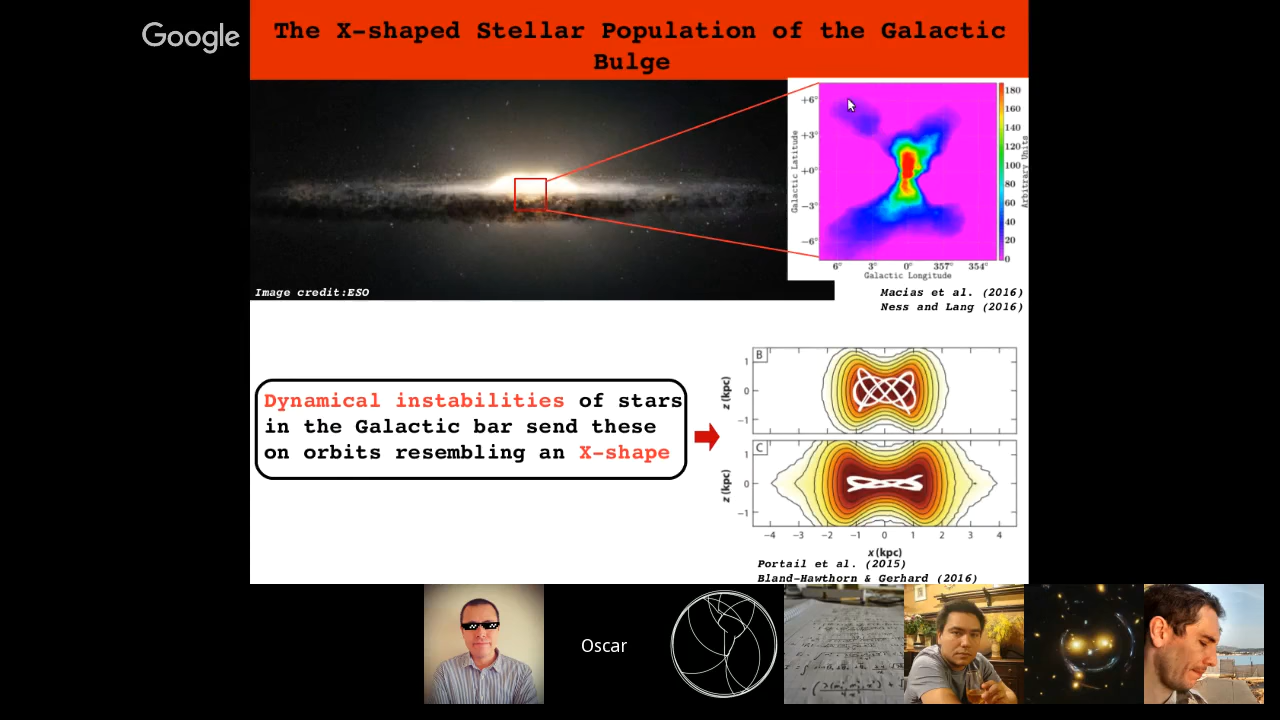 Google
The X-shaped Stellar Population of the Galactic
Bulge
Galactic Latitude
+6°
+3°
+0°
−3°
−6°
6° 3° 0° 357° 354°
Galactic Longitude
180
160
140
120
100
80
60
40
20
0
Arbitrary Units
Image credit:ESO
Macias et al. (2016)
Ness and Lang (2016)
Dynamical instabilities of stars
in the Galactic bar send these
on orbits resembling an X-shape
B
z (kpc)
1
0
−1
C
z (kpc)
1
0
−1
−4 −3 −2 −1 0 1 2 3 4
x (kpc)
Portail et al. (2015)
Bland-Hawthorn & Gerhard (2016)
Oscar